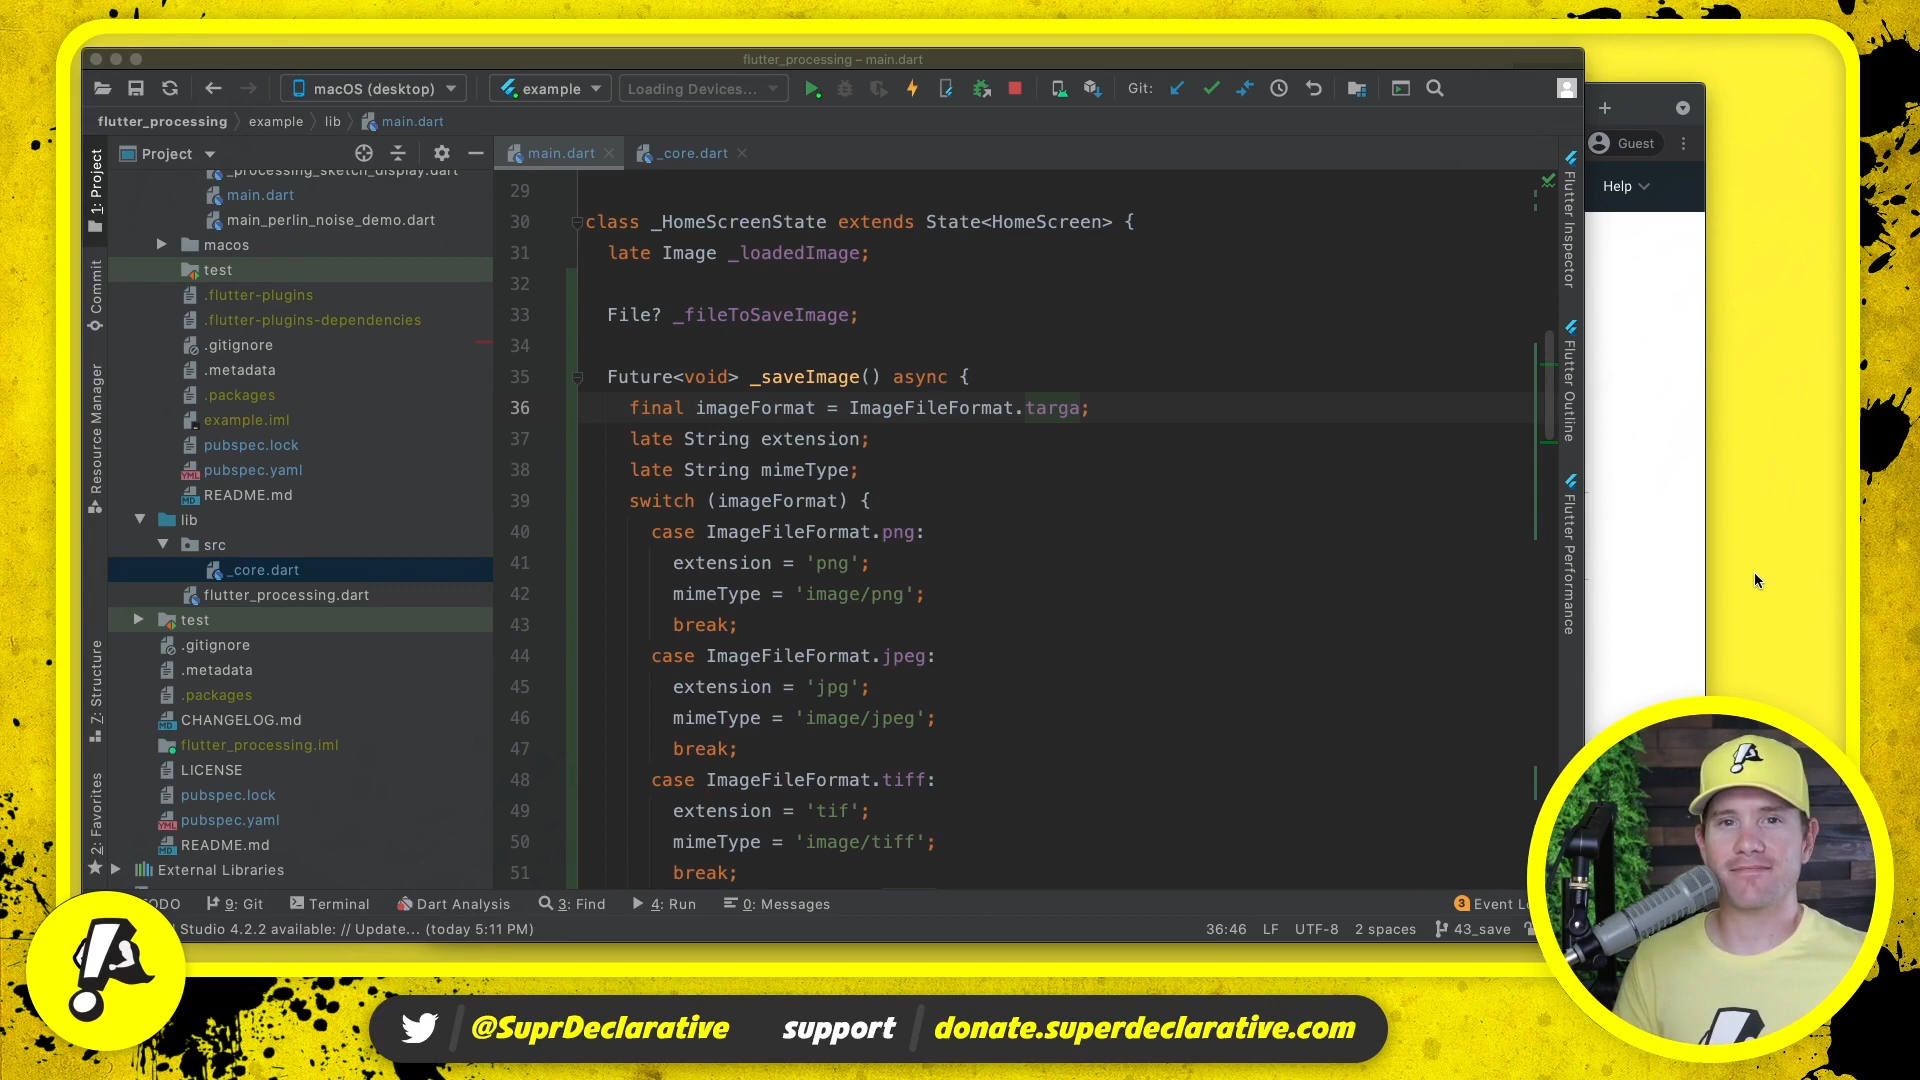 flutter_processing – main.dart
macOS (desktop) example Loading Devices... Git:
flutter_processing example lib main.dart
Guest
Help
Project main.dart _core.dart
_processing_sketch_display.dart
main.dart
main_perlin_noise_demo.dart
macos
test
.flutter-plugins
.flutter-plugins-dependencies
.gitignore
.metadata
.packages
example.iml
pubspec.lock
pubspec.yaml
README.md
lib
src
_core.dart
flutter_processing.dart
test
.gitignore
.metadata
.packages
CHANGELOG.md
flutter_processing.iml
LICENSE
pubspec.lock
pubspec.yaml
README.md
External Libraries
1: Project
Commit
Resource Manager
7: Structure
2: Favorites
29
30 class _HomeScreenState extends State<HomeScreen> {
31 late Image _loadedImage;
32
33 File? _fileToSaveImage;
34
35 Future<void> _saveImage() async {
36 final imageFormat = ImageFileFormat.targa;
37 late String extension;
38 late String mimeType;
39 switch (imageFormat) {
40 case ImageFileFormat.png:
41 extension = 'png';
42 mimeType = 'image/png';
43 break;
44 case ImageFileFormat.jpeg:
45 extension = 'jpg';
46 mimeType = 'image/jpeg';
47 break;
48 case ImageFileFormat.tiff:
49 extension = 'tif';
50 mimeType = 'image/tiff';
51 break;
Flutter Inspector
Flutter Outline
Flutter Performance
ODO 9: Git Terminal Dart Analysis 3: Find 4: Run 0: Messages 3 Event Lo
Studio 4.2.2 available: // Update... (today 5:11 PM) 36:46 LF UTF-8 2 spaces 43_save
@SuprDeclarative support donate.superdeclarative.com